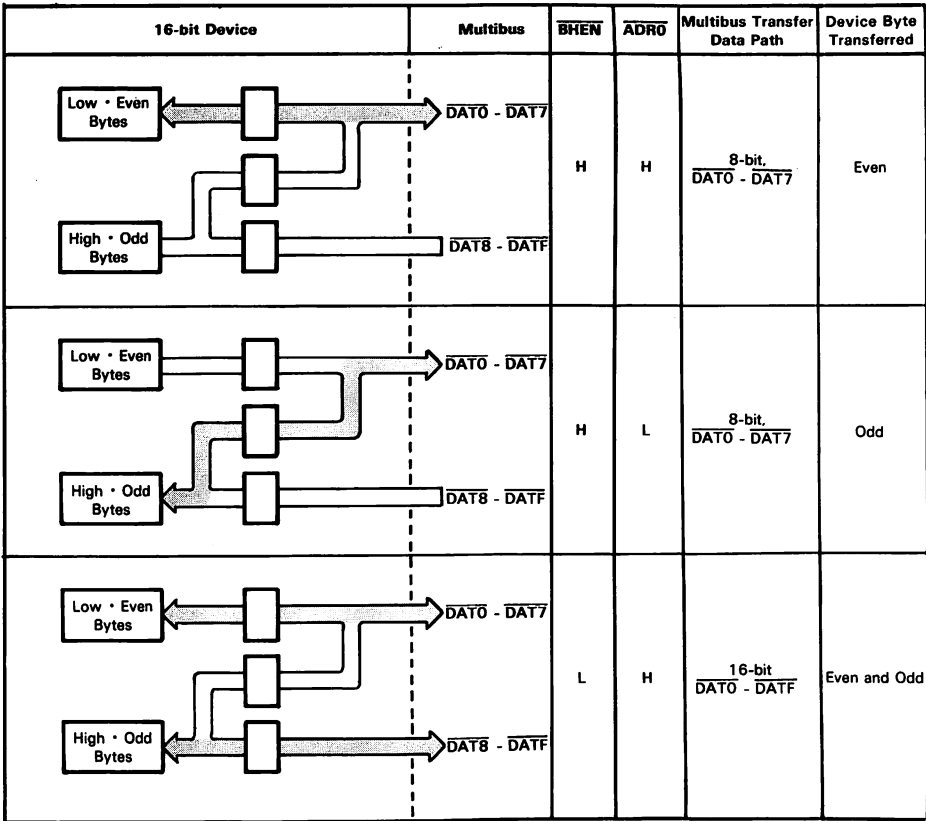 16-bit Device
Multibus
BHEN
ADR0
Multibus Transfer
Data Path
Device Byte
Transferred
Low · Even
Bytes
DAT0 - DAT7
High · Odd
Bytes
DAT8 - DATF
H
H
8-bit,
DAT0 - DAT7
Even
Low · Even
Bytes
DAT0 - DAT7
High · Odd
Bytes
DAT8 - DATF
H
L
8-bit,
DAT0 - DAT7
Odd
Low · Even
Bytes
DAT0 - DAT7
High · Odd
Bytes
DAT8 - DATF
L
H
16-bit
DAT0 - DATF
Even and Odd